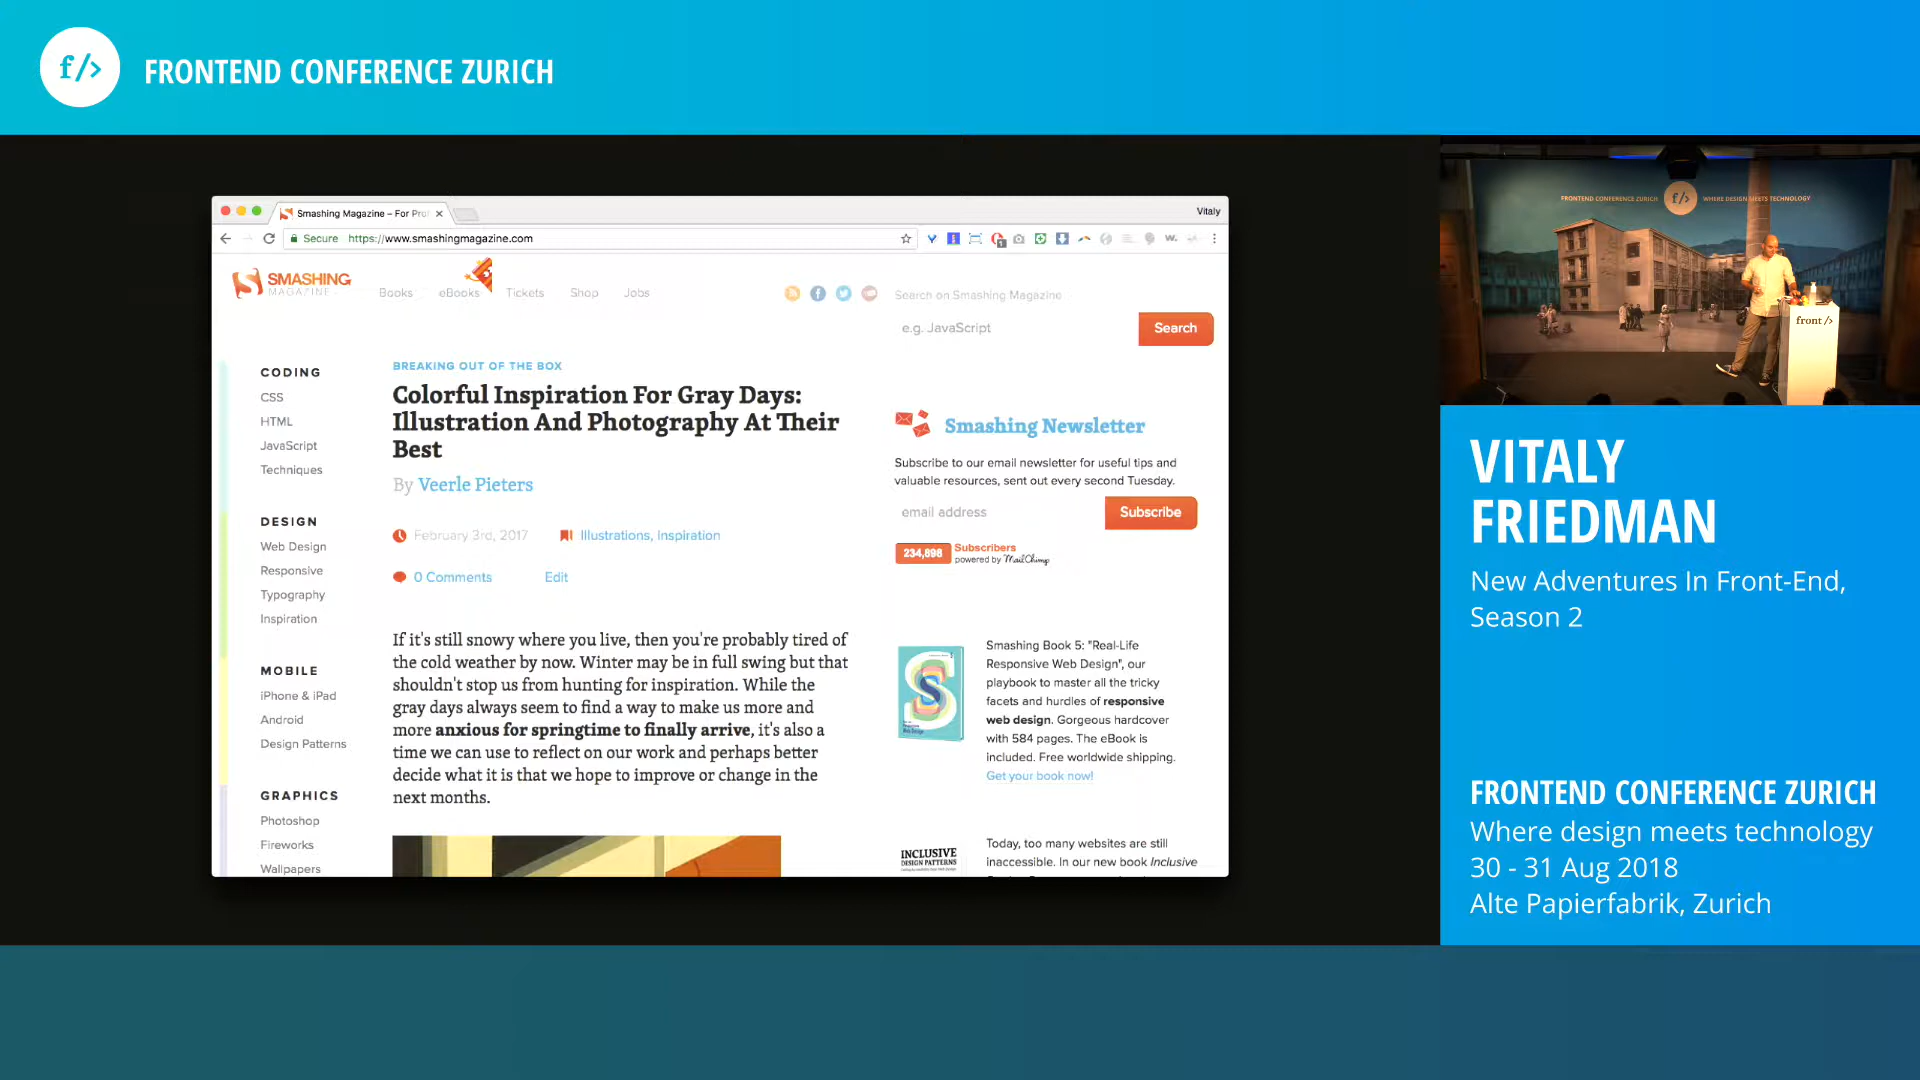 f/>
FRONTEND CONFERENCE ZURICH
Smashing Magazine – For Prof
Vitaly
Secure https://www.smashingmagazine.com
SMASHING
MAGAZINE
Books eBooks Tickets Shop Jobs
Search on Smashing Magazine
e.g. JavaScript
Search
CODING
CSS
HTML
JavaScript
Techniques
DESIGN
Web Design
Responsive
Typography
Inspiration
MOBILE
iPhone & iPad
Android
Design Patterns
GRAPHICS
Photoshop
Fireworks
Wallpapers
BREAKING OUT OF THE BOX
Colorful Inspiration For Gray Days:
Illustration And Photography At Their
Best
By Veerle Pieters
February 3rd, 2017 Illustrations, Inspiration
0 Comments Edit
If it's still snowy where you live, then you're probably tired of
the cold weather by now. Winter may be in full swing but that
shouldn't stop us from hunting for inspiration. While the
gray days always seem to find a way to make us more and
more anxious for springtime to finally arrive, it's also a
time we can use to reflect on our work and perhaps better
decide what it is that we hope to improve or change in the
next months.
Smashing Newsletter
Subscribe to our email newsletter for useful tips and
valuable resources, sent out every second Tuesday.
email address
Subscribe
234,898 Subscribers
powered by MailChimp
Smashing Book 5: "Real-Life
Responsive Web Design", our
playbook to master all the tricky
facets and hurdles of responsive
web design. Gorgeous hardcover
with 584 pages. The eBook is
included. Free worldwide shipping.
Get your book now!
INCLUSIVE
DESIGN PATTERNS
Today, too many websites are still
inaccessible. In our new book Inclusive
FRONTEND CONFERENCE ZURICH f/> WHERE DESIGN MEETS TECHNOLOGY
front />
VITALY
FRIEDMAN
New Adventures In Front-End,
Season 2
FRONTEND CONFERENCE ZURICH
Where design meets technology
30 - 31 Aug 2018
Alte Papierfabrik, Zurich